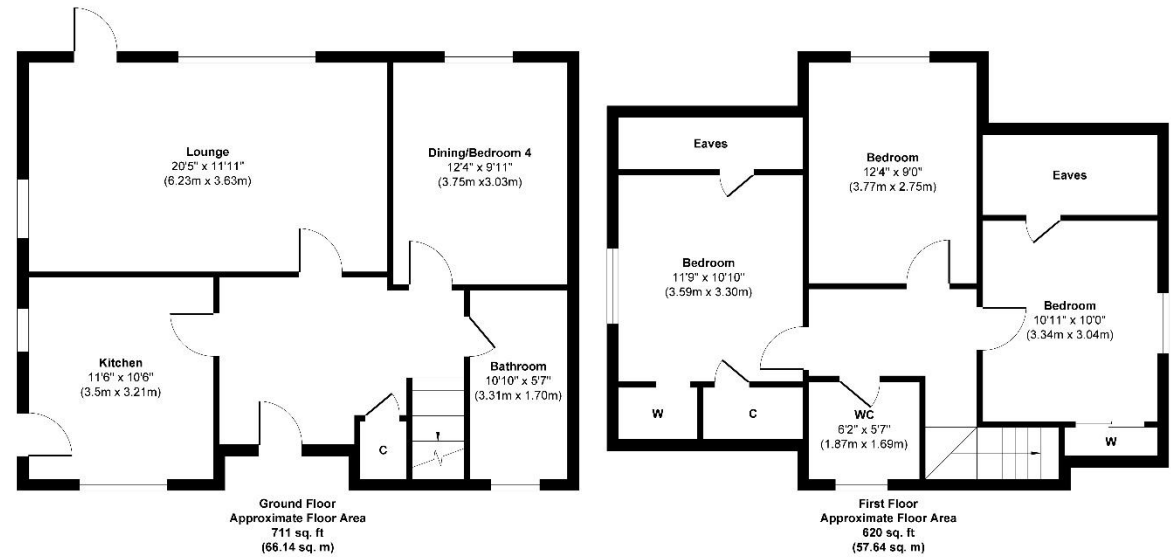 Lounge
20'5" x 11'11"
(6.23m x 3.63m)
Dining/Bedroom 4
12'4" x 9'11"
(3.75m x3.03m)
Kitchen
11'6" x 10'6"
(3.5m x 3.21m)
Bathroom
10'10" x 5'7"
(3.31m x 1.70m)
C
Ground Floor
Approximate Floor Area
711 sq. ft
(66.14 sq. m)
Eaves
Bedroom
12'4" x 9'0"
(3.77m x 2.75m)
Eaves
Bedroom
11'9" x 10'10"
(3.59m x 3.30m)
Bedroom
10'11" x 10'0"
(3.34m x 3.04m)
W
C
WC
6'2" x 5'7"
(1.87m x 1.69m)
W
First Floor
Approximate Floor Area
620 sq. ft
(57.64 sq. m)